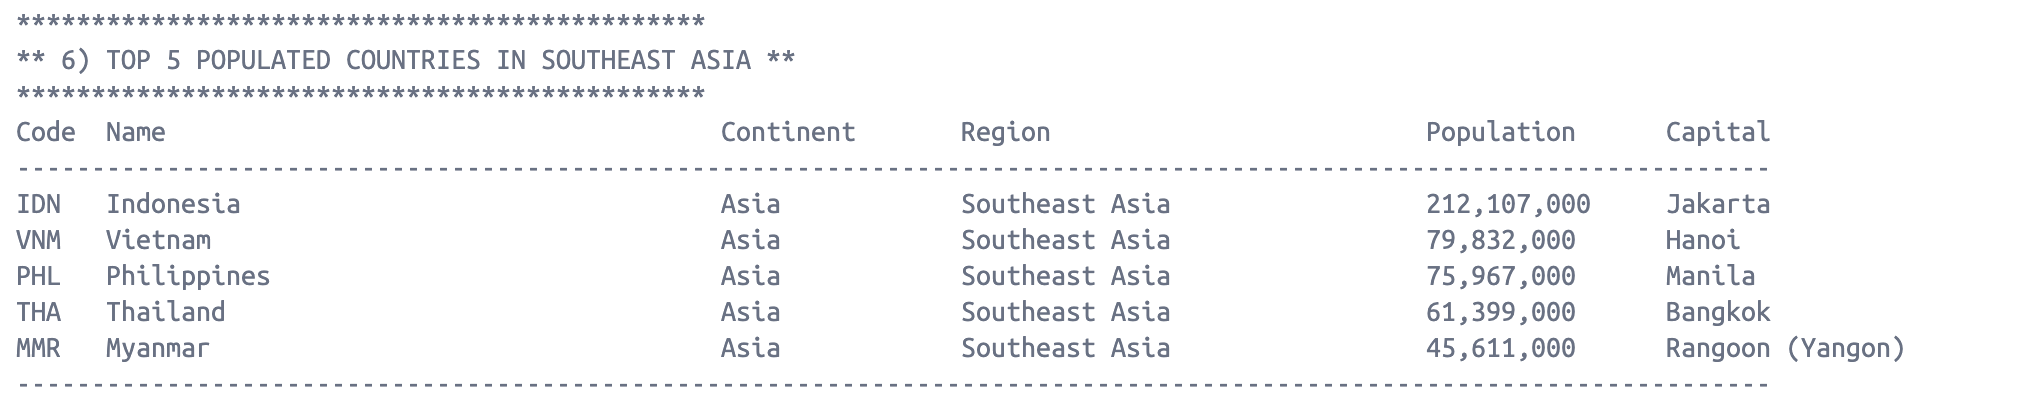 **********************************************
** 6) TOP 5 POPULATED COUNTRIES IN SOUTHEAST ASIA **
**********************************************
Code Name Continent Region Population Capital
---------------------------------------------------------------------------------------------------------------------
IDN Indonesia Asia Southeast Asia 212,107,000 Jakarta
VNM Vietnam Asia Southeast Asia 79,832,000 Hanoi
PHL Philippines Asia Southeast Asia 75,967,000 Manila
THA Thailand Asia Southeast Asia 61,399,000 Bangkok
MMR Myanmar Asia Southeast Asia 45,611,000 Rangoon (Yangon)
---------------------------------------------------------------------------------------------------------------------